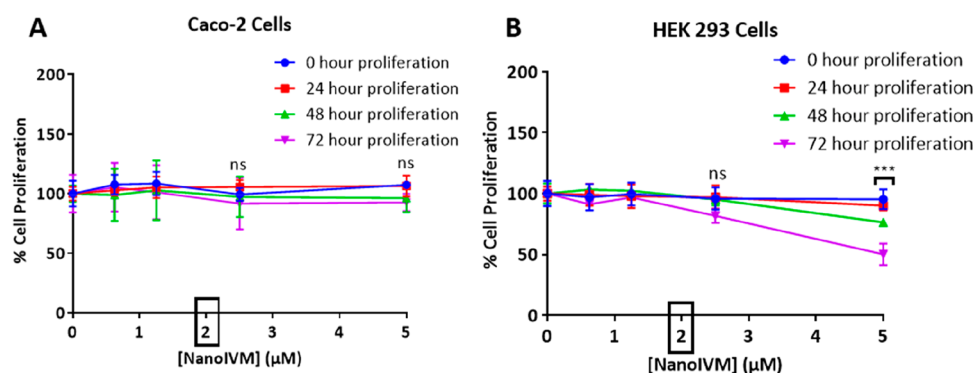 A
Caco-2 Cells
0 hour proliferation
24 hour proliferation
48 hour proliferation
72 hour proliferation
200
150
100
50
0
% Cell Proliferation
ns
ns
0 1 2 3 4 5
[NanoIVM] (µM)
B
HEK 293 Cells
0 hour proliferation
24 hour proliferation
48 hour proliferation
72 hour proliferation
200
150
100
50
0
% Cell Proliferation
ns
***
0 1 2 3 4 5
[NanoIVM] (µM)